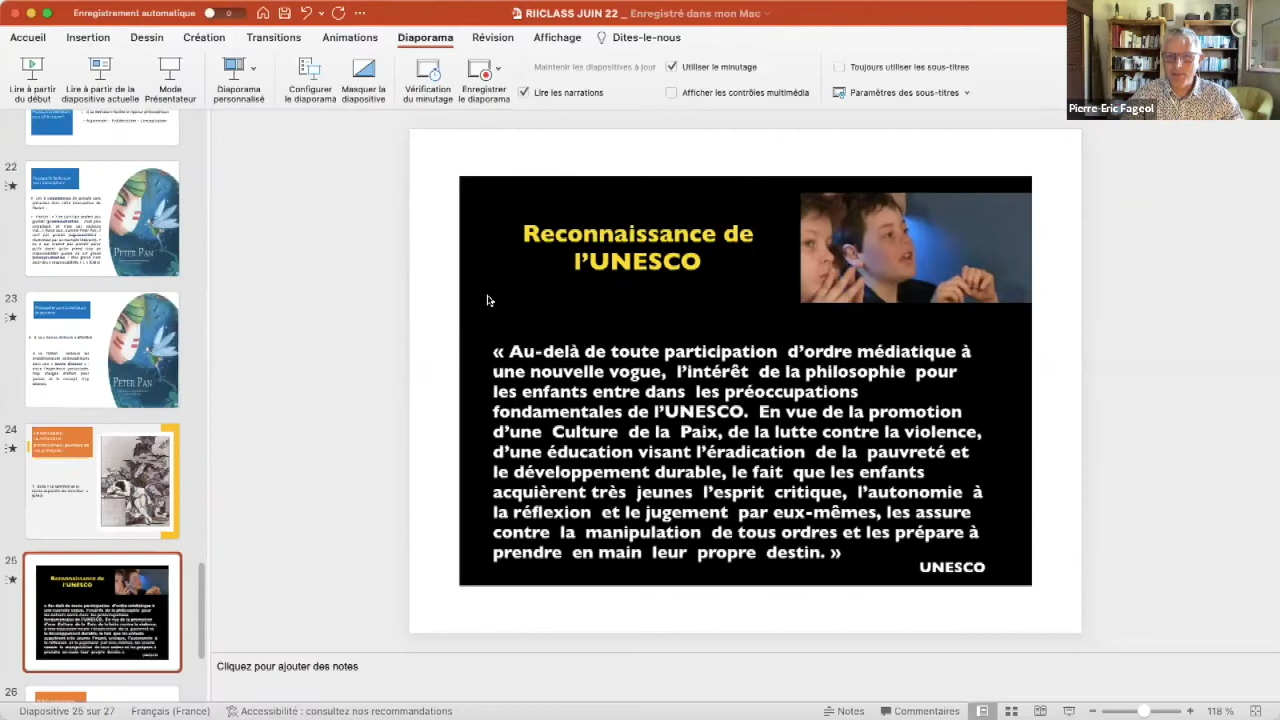 Enregistrement automatique
RIICLASS JUIN 22 _ Enregistré dans mon Mac
Accueil
Insertion
Dessin
Création
Transitions
Animations
Diaporama
Révision
Affichage
Dites-le-nous
Lire à partir du début
Lire à partir de la diapositive actuelle
Mode Présentateur
Diaporama personnalisé
Configurer le diaporama
Masquer la diapositive
Vérification du minutage
Enregistrer le diaporama
Maintenir les diapositives à jour
Lire les narrations
Utiliser le minutage
Afficher les contrôles multimédia
Toujours utiliser les sous-titres
Paramètres des sous-titres
Pierre-Eric Fageol
22
PETER PAN
23
PETER PAN
24
25
Reconnaissance de
l'UNESCO
26
Reconnaissance de
l'UNESCO
« Au-delà de toute participation d'ordre médiatique à
une nouvelle vogue, l'intérêt de la philosophie pour
les enfants entre dans les préoccupations
fondamentales de l'UNESCO. En vue de la promotion
d'une Culture de la Paix, de la lutte contre la violence,
d'une éducation visant l'éradication de la pauvreté et
le développement durable, le fait que les enfants
acquièrent très jeunes l'esprit critique, l'autonomie à
la réflexion et le jugement par eux-mêmes, les assure
contre la manipulation de tous ordres et les prépare à
prendre en main leur propre destin. »
UNESCO
Cliquez pour ajouter des notes
Diapositive 25 sur 27
Français (France)
Accessibilité : consultez nos recommandations
Notes
Commentaires
118 %